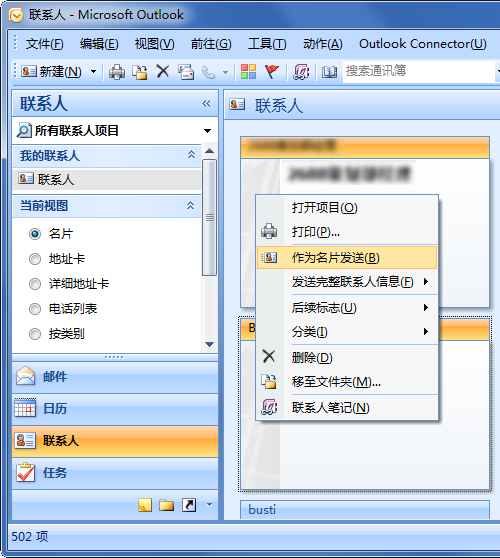 联系人 - Microsoft Outlook
文件(F) 编辑(E) 视图(V) 前往(G) 工具(T) 动作(A) Outlook Connector(U)
新建(N) 搜索通讯簿
联系人
所有联系人项目
我的联系人
联系人
当前视图
名片
地址卡
详细地址卡
电话列表
按类别
邮件
日历
联系人
任务
联系人
打开项目(O)
打印(P)...
作为名片发送(B)
发送完整联系人信息(F)
后续标志(U)
分类(I)
删除(D)
移至文件夹(M)...
联系人笔记(N)
B
busti
502 项